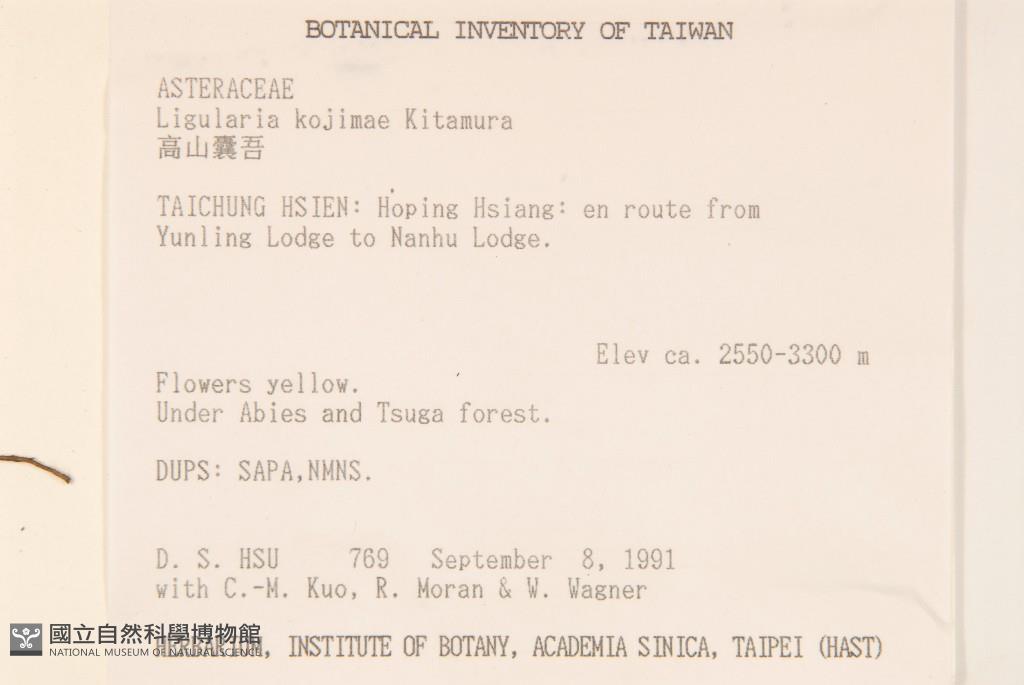 BOTANICAL INVENTORY OF TAIWAN
ASTERACEAE
Ligularia kojimae Kitamura
高山囊吾
TAICHUNG HSIEN: Hoping Hsiang: en route from
Yunling Lodge to Nanhu Lodge.
Elev ca. 2550-3300 m
Flowers yellow.
Under Abies and Tsuga forest.
DUPS: SAPA,NMNS.
D. S. HSU 769 September 8, 1991
with C.-M. Kuo, R. Moran & W. Wagner
國立自然科學博物館
NATIONAL MUSEUM OF NATURAL SCIENCE
INSTITUTE OF BOTANY, ACADEMIA SINICA, TAIPEI (HAST)